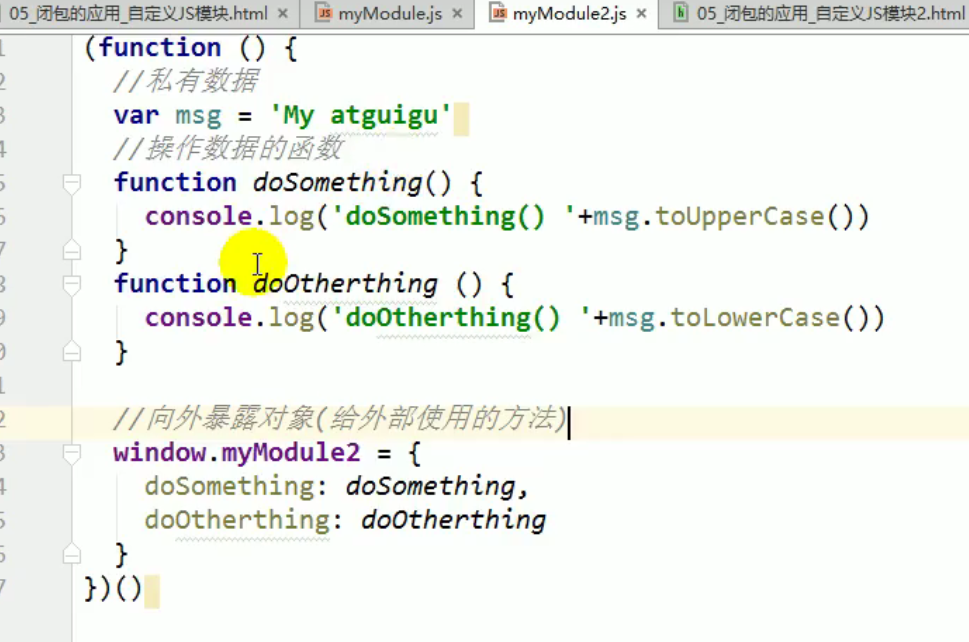 05_闭包的应用_自定义JS模块.html
myModule.js
myModule2.js
05_闭包的应用_自定义JS模块2.html
(function () {
//私有数据
var msg = 'My atguigu'
//操作数据的函数
function doSomething() {
console.log('doSomething() '+msg.toUpperCase())
}
function doOtherthing () {
console.log('doOtherthing() '+msg.toLowerCase())
}
//向外暴露对象(给外部使用的方法)
window.myModule2 = {
doSomething: doSomething,
doOtherthing: doOtherthing
}
})()